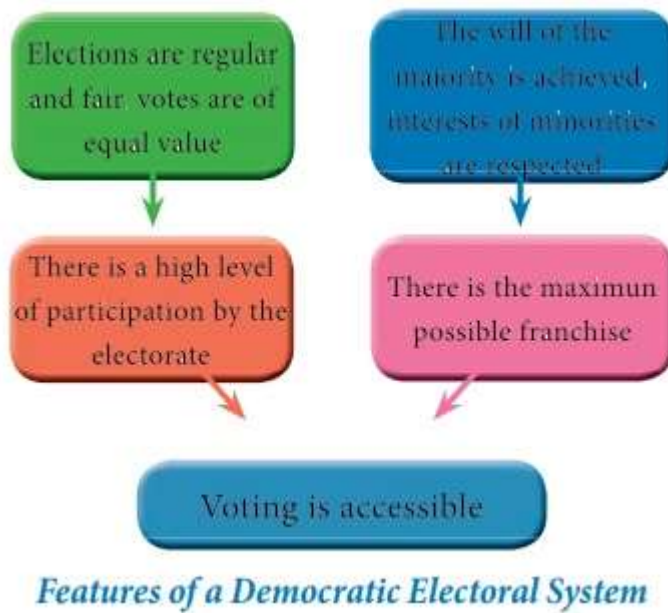 Elections are regular
and fair votes are of
equal value
The will of the
majority is achieved,
interests of minorities
are respected
There is a high level
of participation by the
electorate
There is the maximun
possible franchise
Voting is accessible
Features of a Democratic Electoral System